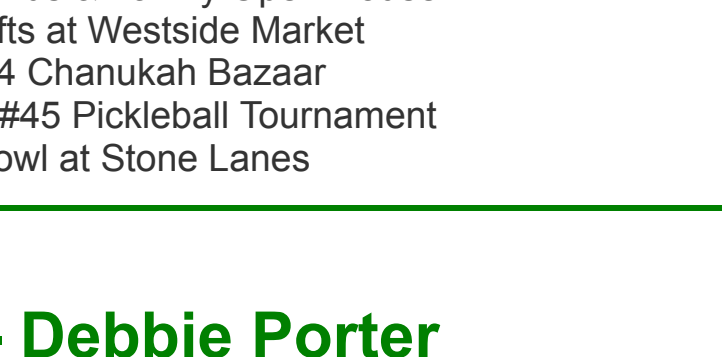 fts at Westside Market
4 Chanukah Bazaar
#45 Pickleball Tournament
owl at Stone Lanes
- Debbie Porter